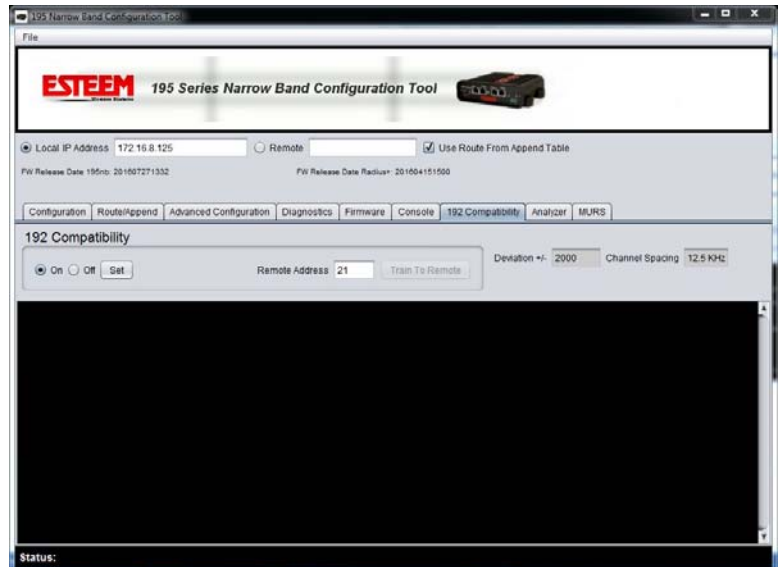 195 Narrow Band Configuration Tool
File
ESTEEM
195 Series Narrow Band Configuration Tool
Local IP Address 172.16.8.125 Remote Use Route From Append Table
FW Release Date 195nb: 201607271332 FW Release Date Radius+: 201604151500
Configuration Route/Append Advanced Configuration Diagnostics Firmware Console 192 Compatibility Analyzer MURS
192 Compatibility
On Off Set Remote Address 21 Train To Remote Deviation +/- 2000 Channel Spacing 12.5 KHz
Status: